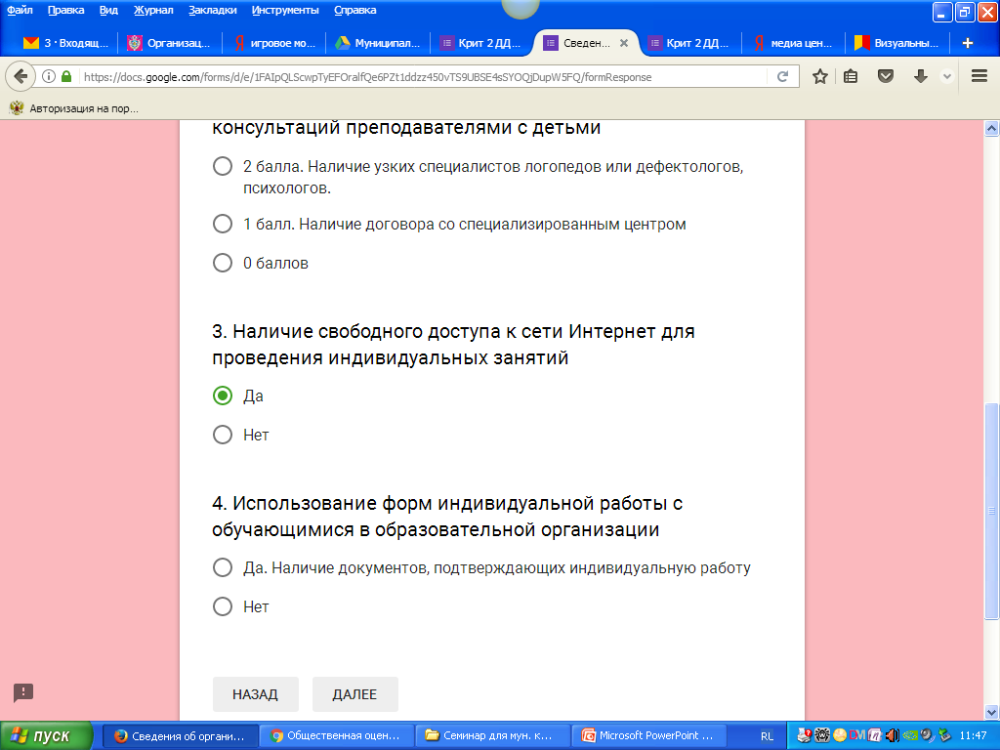 Файл Правка Вид Журнал Закладки Инструменты Справка
3 · Входящ... Организац... игровое мо... Муниципал... Крит 2 ДД... Сведен... Крит 2 ДД... медиа цен... Визуальны...
https://docs.google.com/forms/d/e/1FAIpQLScwpTyEFOralfQe6PZt1ddzz450vTS9UBSE4sSYOQjDupW5FQ/formResponse
Авторизация на пор...
консультаций преподавателями с детьми
2 балла. Наличие узких специалистов логопедов или дефектологов,
психологов.
1 балл. Наличие договора со специализированным центром
0 баллов
3. Наличие свободного доступа к сети Интернет для
проведения индивидуальных занятий
Да
Нет
4. Использование форм индивидуальной работы с
обучающимися в образовательной организации
Да. Наличие документов, подтверждающих индивидуальную работу
Нет
НАЗАД ДАЛЕЕ
пуск Сведения об органи... Общественная оцен... Семинар для мун. к... Microsoft PowerPoint ... RL 11:47